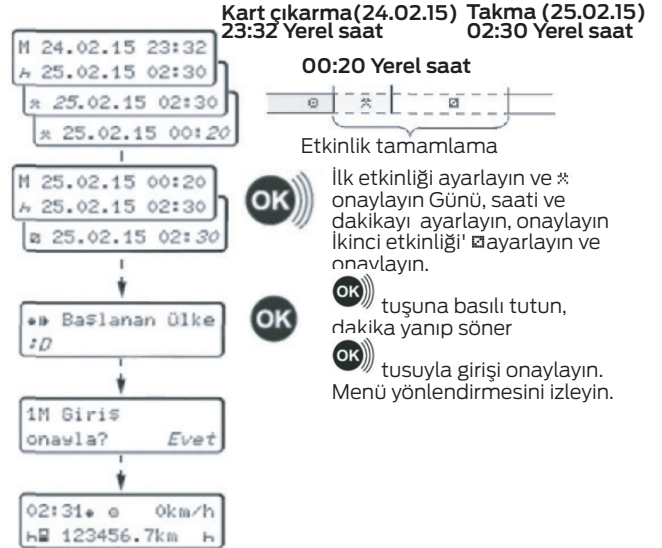 Kart çıkarma(24.02.15) Takma (25.02.15)
23:32 Yerel saat 02:30 Yerel saat
M 24.02.15 23:32
25.02.15 02:30
25.02.15 02:30
25.02.15 00:20
00:20 Yerel saat
Etkinlik tamamlama
M 25.02.15 00:20
25.02.15 02:30
25.02.15 02:30
OK
İlk etkinliği ayarlayın ve
onaylayın Günü, saati ve
dakikayı ayarlayın, onaylayın
İkinci etkinliği' ayarlayın ve
onaylayın.
Başlanan Ülke
:D
OK
OK tuşuna basılı tutun,
dakika yanıp söner
OK tusuyla girişi onaylayın.
Menü yönlendirmesini izleyin.
1M Giriş
onayla? Evet
02:31 0km/h
123456.7km